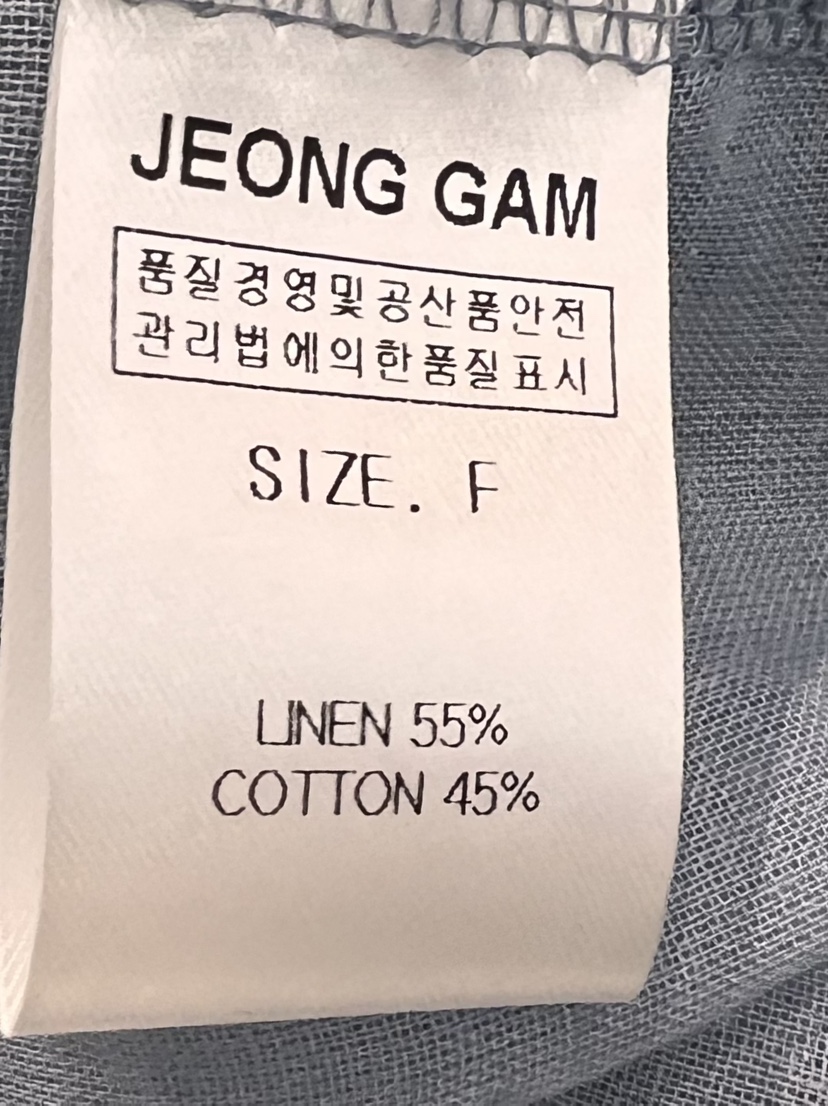 JEONG GAM
품질경영및공산품안전
관리법에의한품질표시
SIZE. F
LINEN 55%
COTTON 45%